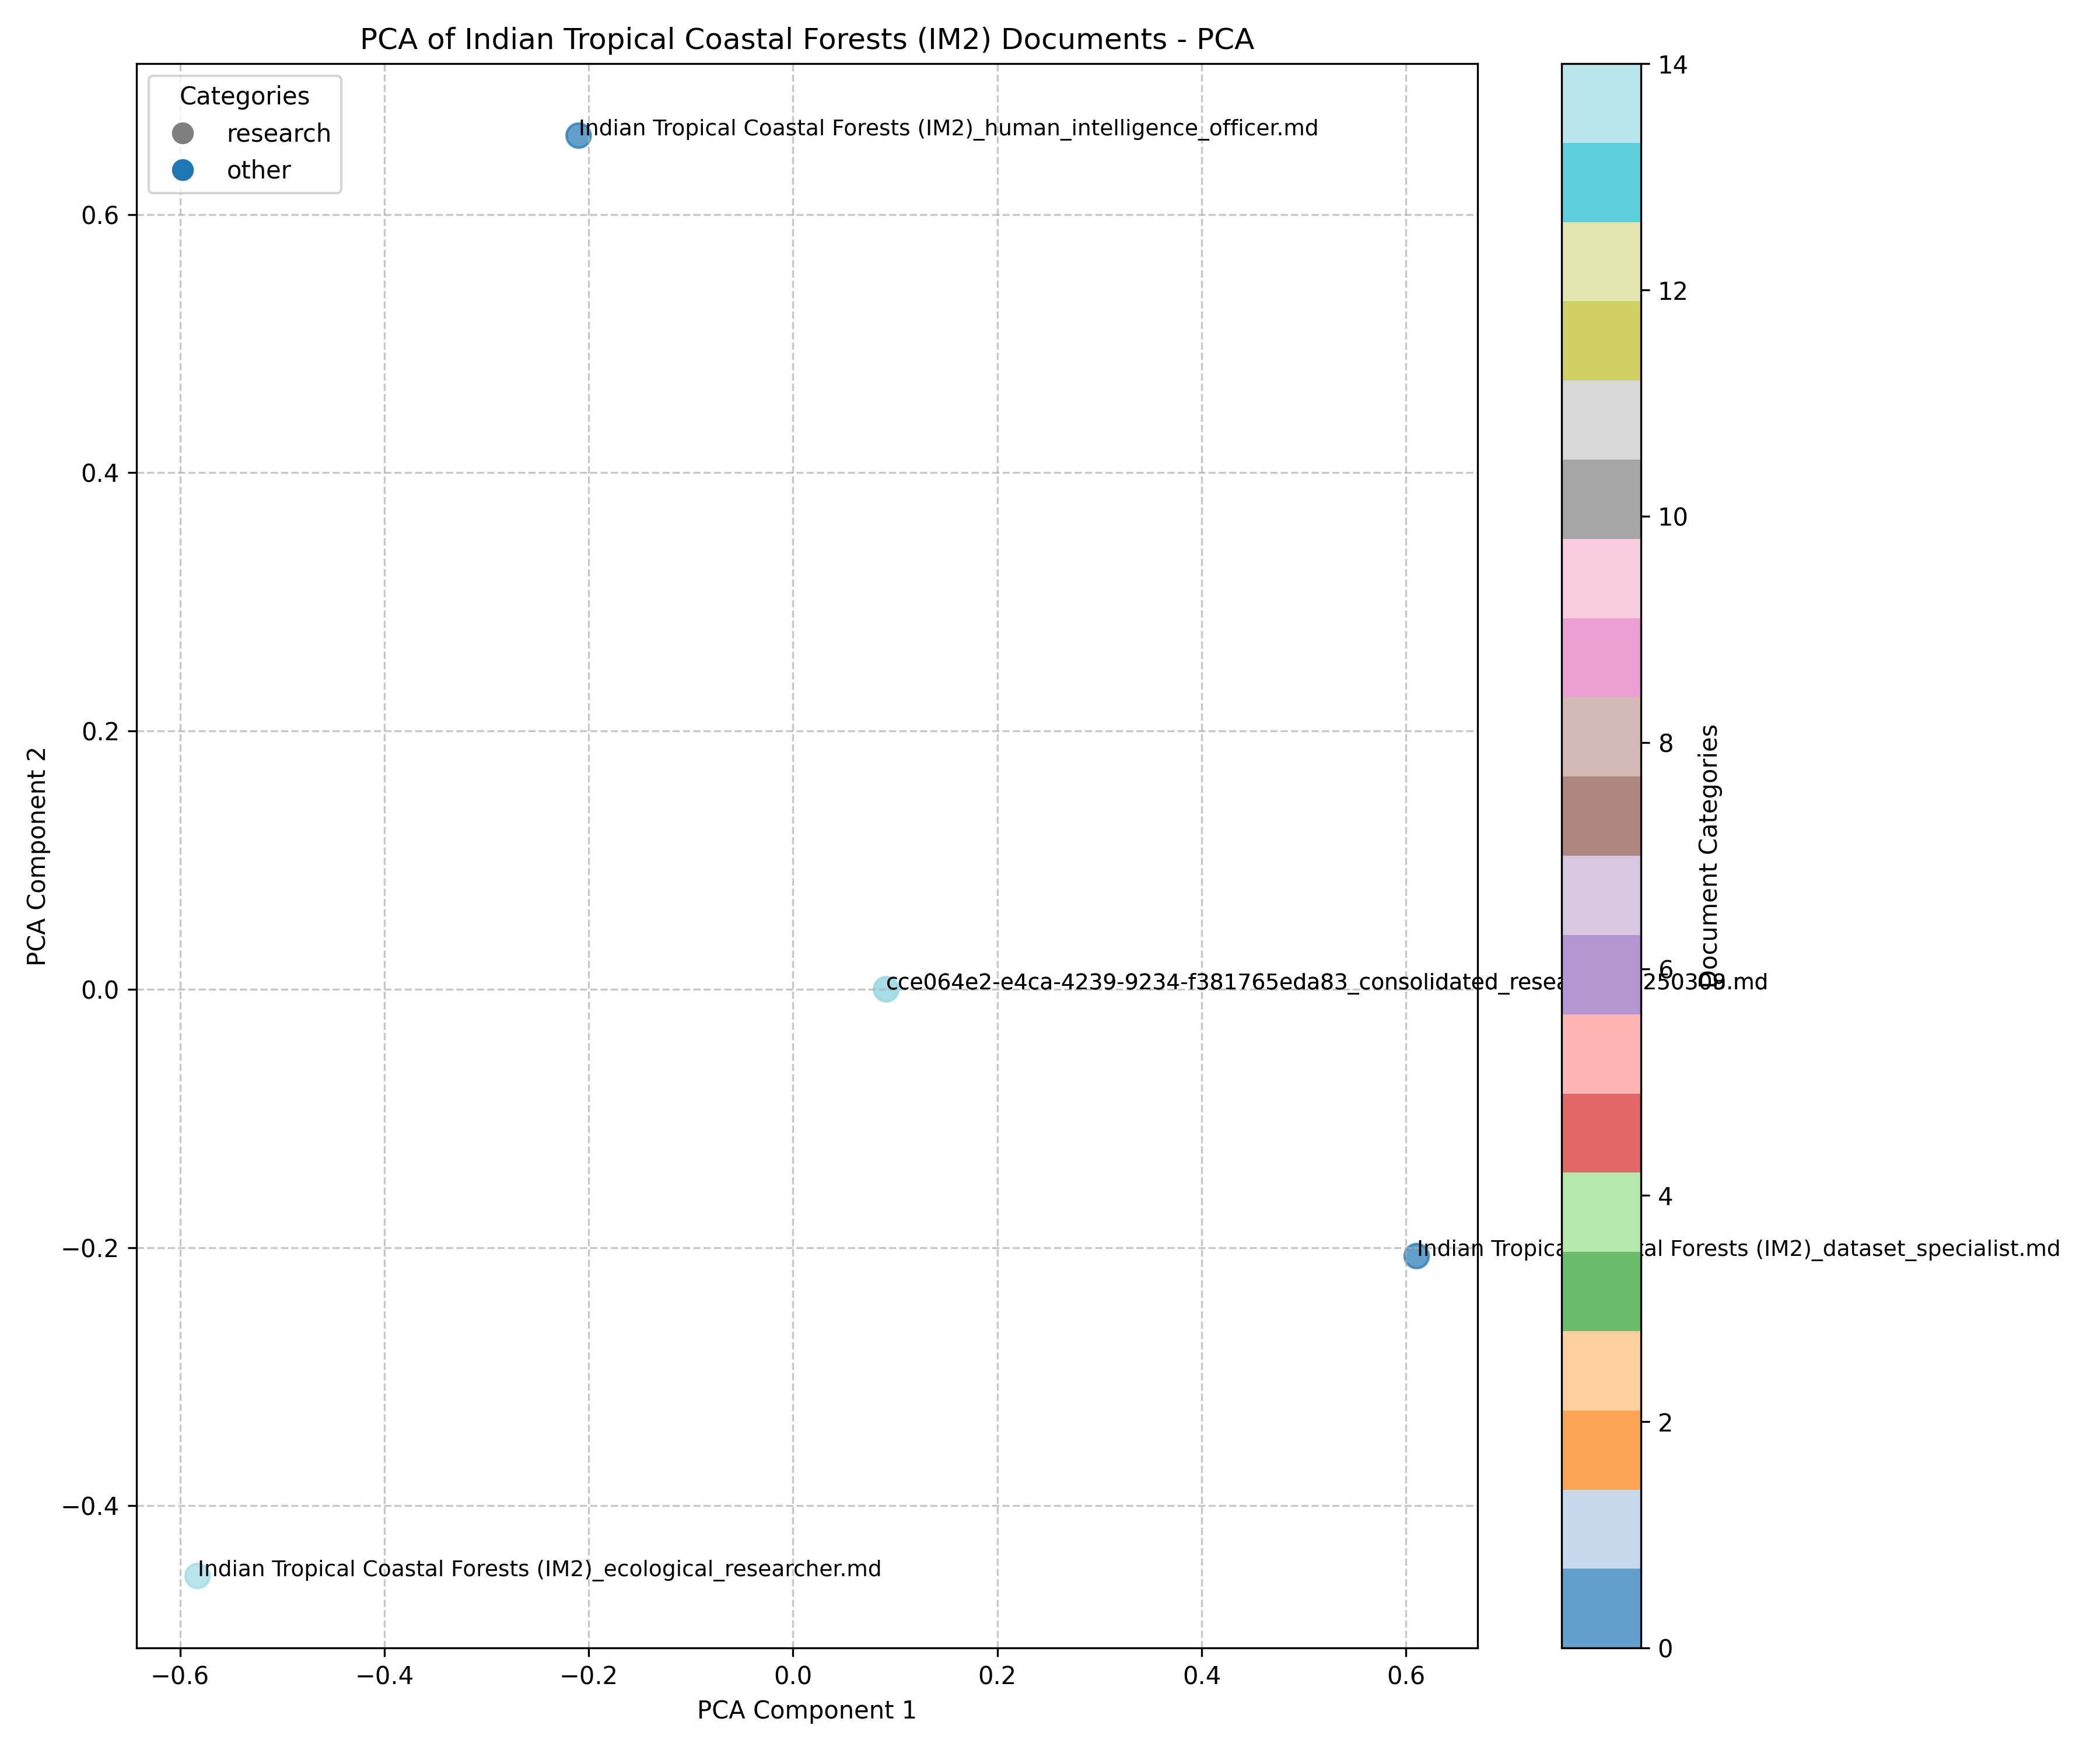 PCA of Indian Tropical Coastal Forests (IM2) Documents - PCA
Categories
research
other
Indian Tropical Coastal Forests (IM2)_human_intelligence_officer.md
cce064e2-e4ca-4239-9234-f381765eda83_consolidated_resea
.md
Indian Tropica
al Forests (IM2)_dataset_specialist.md
Indian Tropical Coastal Forests (IM2)_ecological_researcher.md
0.6
0.4
0.2
0.0
−0.2
−0.4
PCA Component 2
−0.6
−0.4
−0.2
0.0
0.2
0.4
0.6
PCA Component 1
14
12
10
8
6
4
2
0
Document Categories